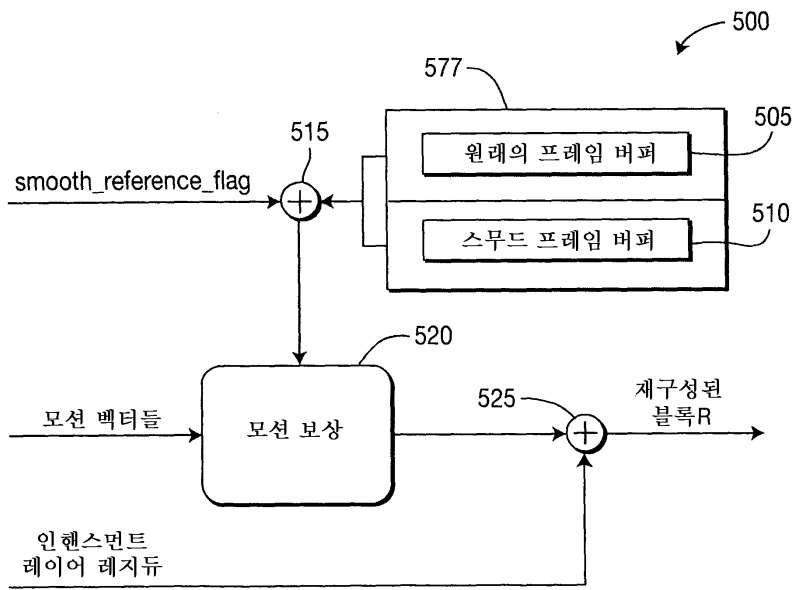 500
577
505
원래의 프레임 버퍼
515
smooth_reference_flag
510
스무드 프레임 버퍼
520
모션 벡터들
모션 보상
525
재구성된
블록R
인핸스먼트
레이어 레지듀